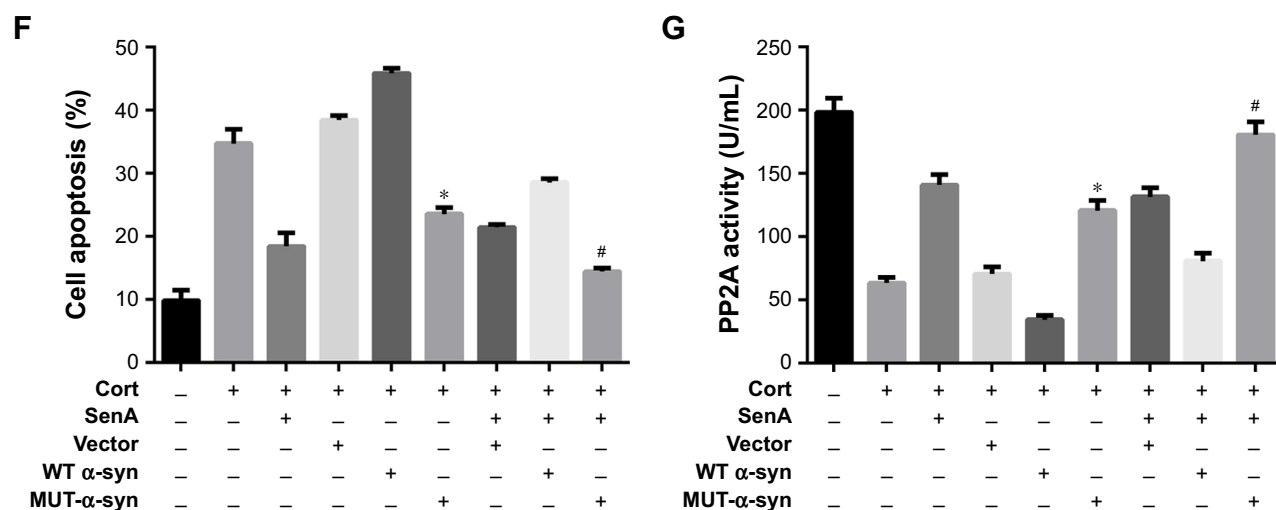 F
Cell apoptosis (%)
50
40
30
20
10
0
*
#
Cort – + + + + + + + +
SenA – – + – – – + + +
Vector – – – + – – + – –
WT α-syn – – – – + – – + –
MUT-α-syn – – – – – + – – +
G
PP2A activity (U/mL)
250
200
150
100
50
0
*
#
Cort – + + + + + + + +
SenA – – + – – – + + +
Vector – – – + – – + – –
WT α-syn – – – – + – – + –
MUT-α-syn – – – – – + – – +